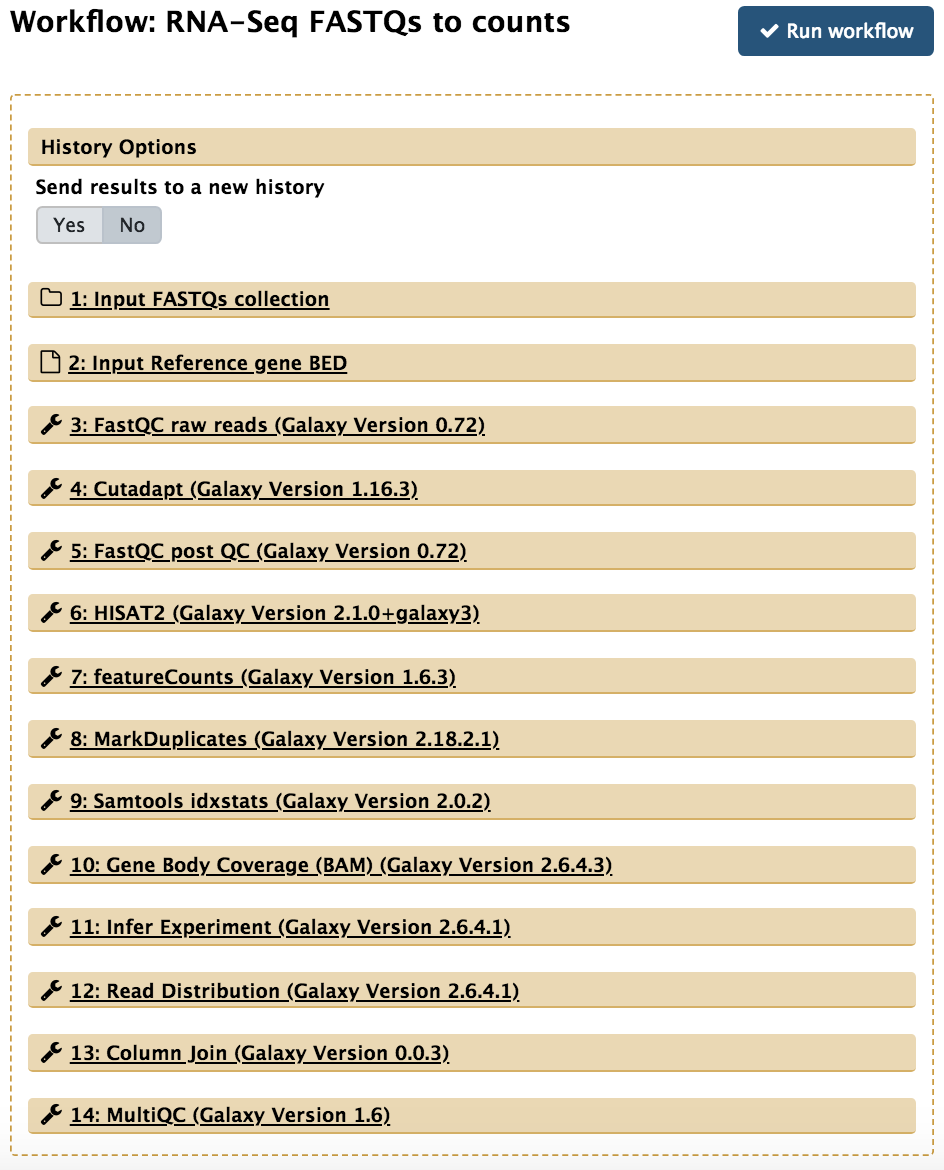 Workflow: RNA-Seq FASTQs to counts
Run workflow
History Options
Send results to a new history
Yes No
1: Input FASTQs collection
2: Input Reference gene BED
3: FastQC raw reads (Galaxy Version 0.72)
4: Cutadapt (Galaxy Version 1.16.3)
5: FastQC post QC (Galaxy Version 0.72)
6: HISAT2 (Galaxy Version 2.1.0+galaxy3)
7: featureCounts (Galaxy Version 1.6.3)
8: MarkDuplicates (Galaxy Version 2.18.2.1)
9: Samtools idxstats (Galaxy Version 2.0.2)
10: Gene Body Coverage (BAM) (Galaxy Version 2.6.4.3)
11: Infer Experiment (Galaxy Version 2.6.4.1)
12: Read Distribution (Galaxy Version 2.6.4.1)
13: Column Join (Galaxy Version 0.0.3)
14: MultiQC (Galaxy Version 1.6)